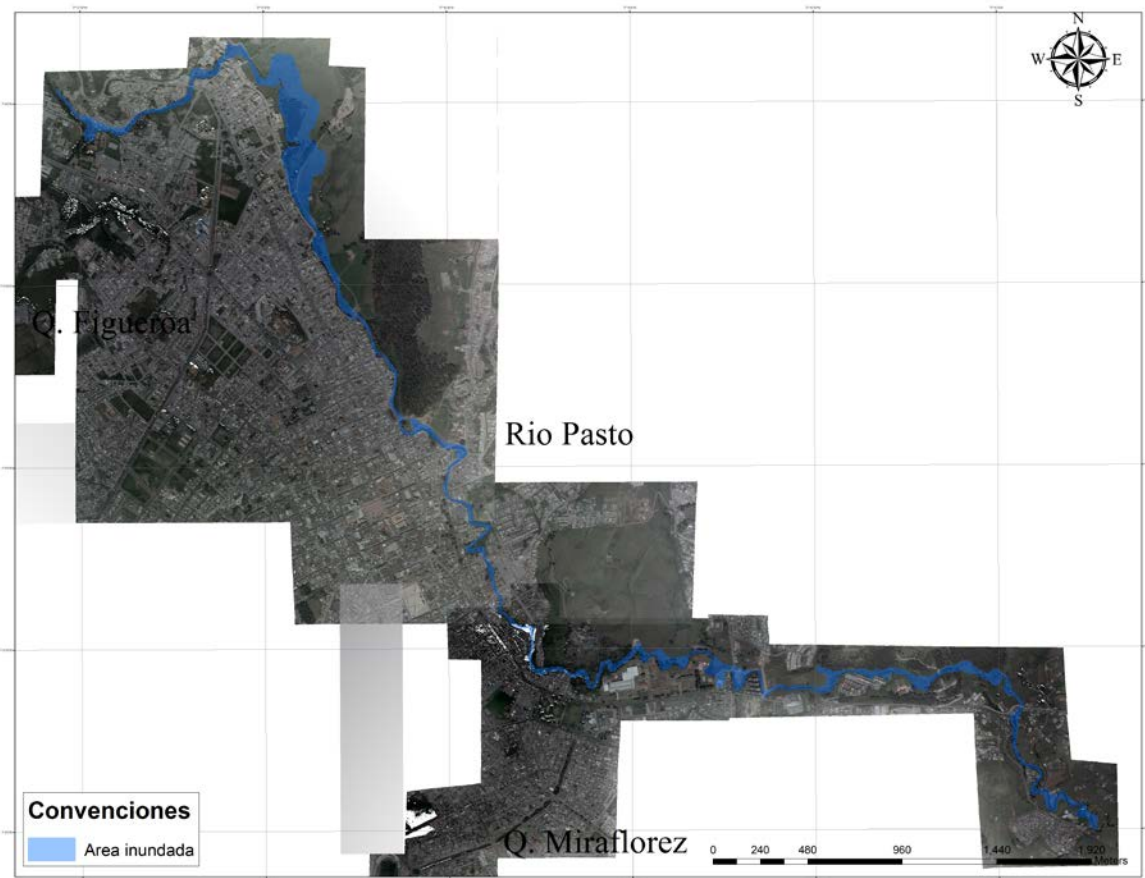 N
W E
S
Q. Figueroa
Rio Pasto
Q. Miraflorez
Convenciones
Area inundada
0 240 480 960 1,440 1,920
Meters